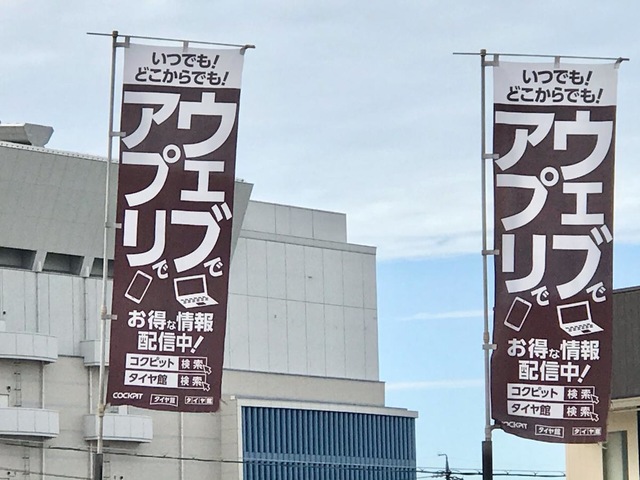 いつでも!
どこからでも!
ウェブで
アプリで
お得な情報
配信中!
コクピット 検索
タイヤ館 検索
COCKPIT タイヤ館 タイヤ館
いつでも!
どこからでも!
ウェブで
アプリで
お得な情報
配信中!
コクピット 検索
タイヤ館 検索
COCKPIT タイヤ館 タイヤ館